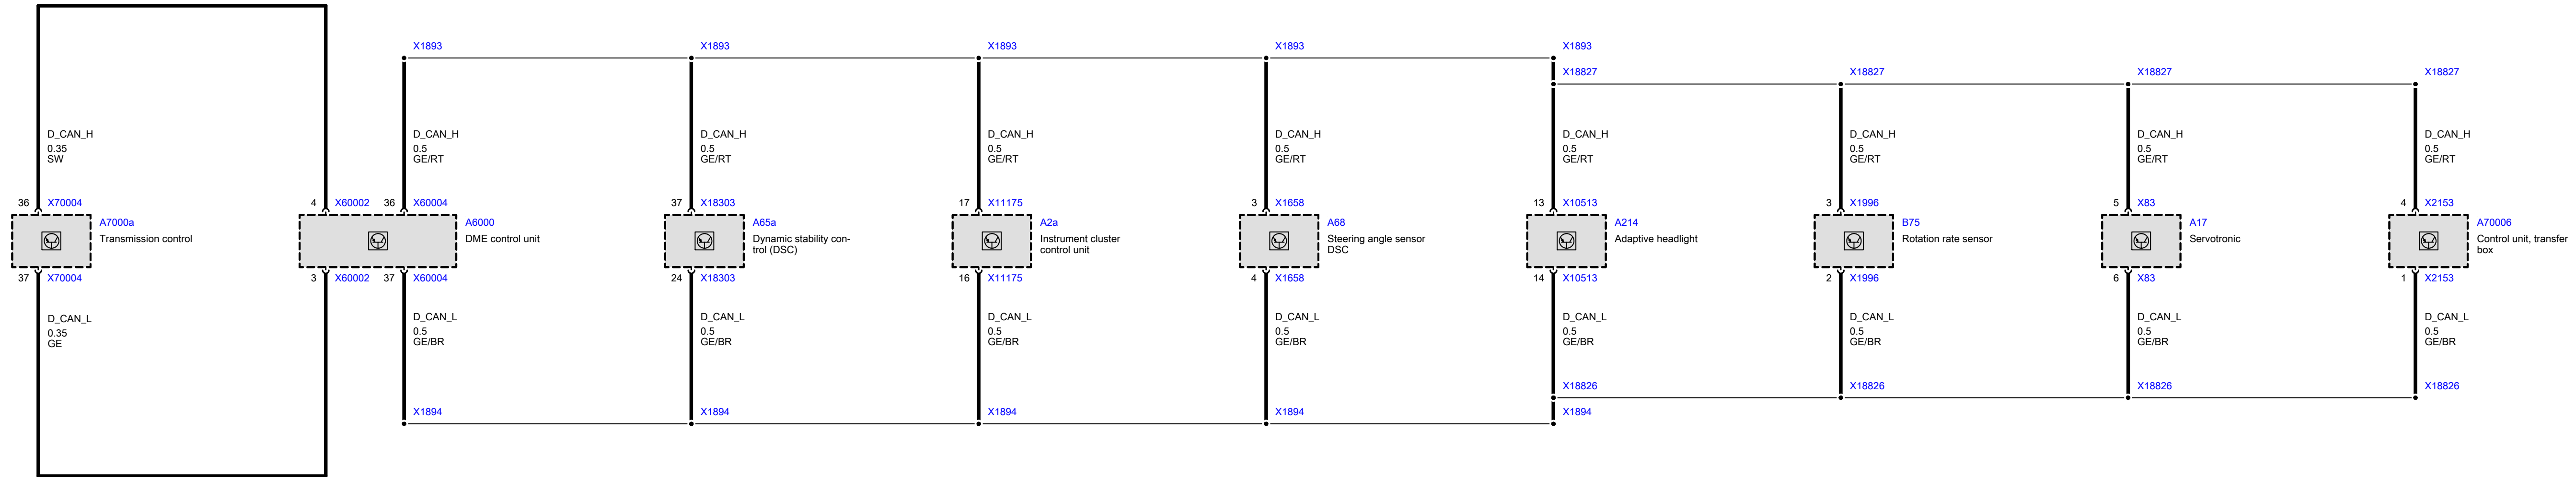 X1893
X1893
X1893
X1893
X1893
X18827
X18827
X18827
X18827
D_CAN_H
0.35
SW
D_CAN_H
0.5
GE/RT
D_CAN_H
0.5
GE/RT
D_CAN_H
0.5
GE/RT
D_CAN_H
0.5
GE/RT
D_CAN_H
0.5
GE/RT
D_CAN_H
0.5
GE/RT
D_CAN_H
0.5
GE/RT
D_CAN_H
0.5
GE/RT
36 X70004
4 X60002
36 X60004
37 X18303
17 X11175
3 X1658
13 X10513
3 X1996
5 X83
4 X2153
A7000a
Transmission control
A6000
DME control unit
A65a
Dynamic stability con-
trol (DSC)
A2a
Instrument cluster
control unit
A68
Steering angle sensor
DSC
A214
Adaptive headlight
B75
Rotation rate sensor
A17
Servotronic
A70006
Control unit, transfer
box
37 X70004
3 X60002
37 X60004
24 X18303
16 X11175
4 X1658
14 X10513
2 X1996
6 X83
1 X2153
D_CAN_L
0.35
GE
D_CAN_L
0.5
GE/BR
D_CAN_L
0.5
GE/BR
D_CAN_L
0.5
GE/BR
D_CAN_L
0.5
GE/BR
D_CAN_L
0.5
GE/BR
D_CAN_L
0.5
GE/BR
D_CAN_L
0.5
GE/BR
D_CAN_L
0.5
GE/BR
X18826
X18826
X18826
X18826
X1894
X1894
X1894
X1894
X1894